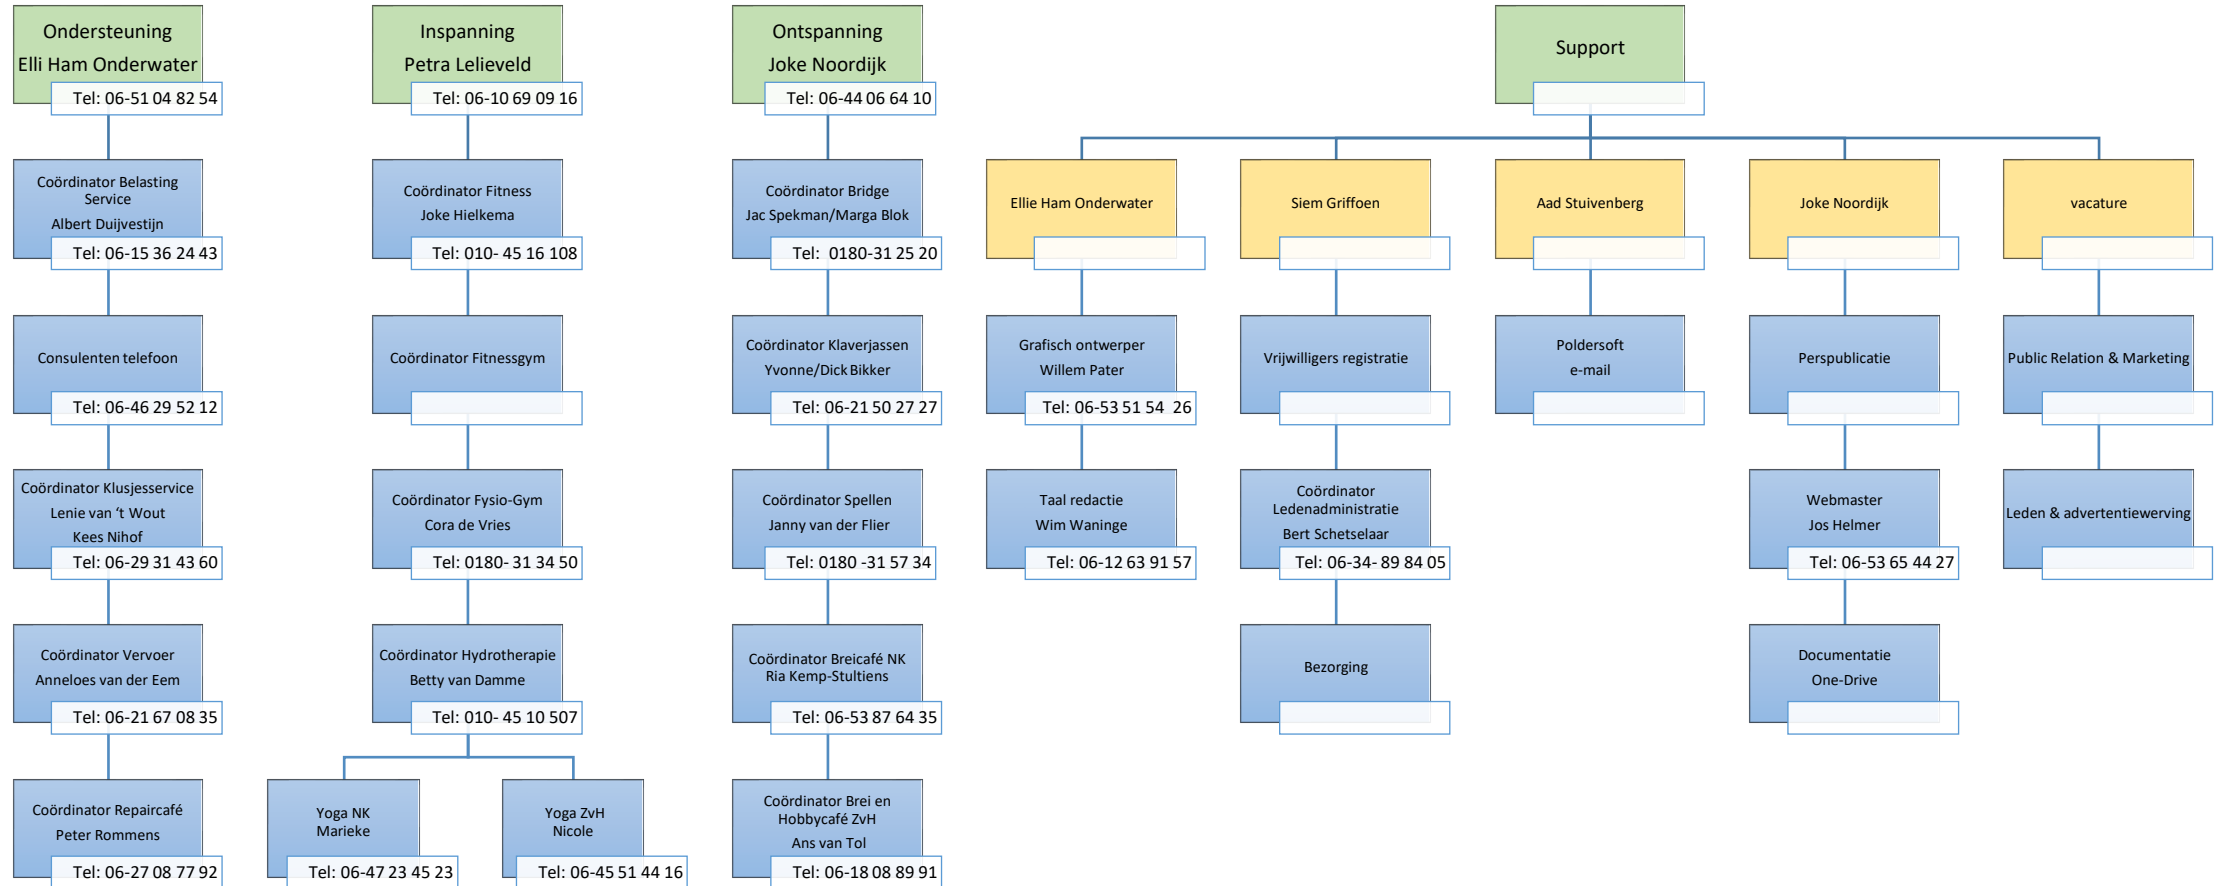 Ondersteuning
Elli Ham Onderwater
Tel: 06-51 04 82 54
Inspanning
Petra Lelieveld
Tel: 06-10 69 09 16
Ontspanning
Joke Noordijk
Tel: 06-44 06 64 10
Support
Coördinator Belasting
Service
Albert Duijvestijn
Tel: 06-15 36 24 43
Coördinator Fitness
Joke Hielkema
Tel: 010- 45 16 108
Coördinator Bridge
Jac Spekman/Marga Blok
Tel: 0180-31 25 20
Ellie Ham Onderwater
Siem Griffoen
Aad Stuivenberg
Joke Noordijk
vacature
Consulenten telefoon
Tel: 06-46 29 52 12
Coördinator Fitnessgym
Coördinator Klaverjassen
Yvonne/Dick Bikker
Tel: 06-21 50 27 27
Grafisch ontwerper
Willem Pater
Tel: 06-53 51 54 26
Vrijwilligers registratie
Poldersoft
e-mail
Perspublicatie
Public Relation & Marketing
Coördinator Klusjesservice
Lenie van ‘t Wout
Kees Nihof
Tel: 06-29 31 43 60
Coördinator Fysio-Gym
Cora de Vries
Tel: 0180- 31 34 50
Coördinator Spellen
Janny van der Flier
Tel: 0180 -31 57 34
Taal redactie
Wim Waninge
Tel: 06-12 63 91 57
Coördinator
Ledenadministratie
Bert Schetselaar
Tel: 06-34- 89 84 05
Webmaster
Jos Helmer
Tel: 06-53 65 44 27
Leden & advertentiewerving
Coördinator Vervoer
Anneloes van der Eem
Tel: 06-21 67 08 35
Coördinator Hydrotherapie
Betty van Damme
Tel: 010- 45 10 507
Coördinator Breicafé NK
Ria Kemp-Stultiens
Tel: 06-53 87 64 35
Bezorging
Documentatie
One-Drive
Coördinator Repaircafé
Peter Rommens
Tel: 06-27 08 77 92
Yoga NK
Marieke
Tel: 06-47 23 45 23
Yoga ZvH
Nicole
Tel: 06-45 51 44 16
Coördinator Brei en
Hobbycafé ZvH
Ans van Tol
Tel: 06-18 08 89 91